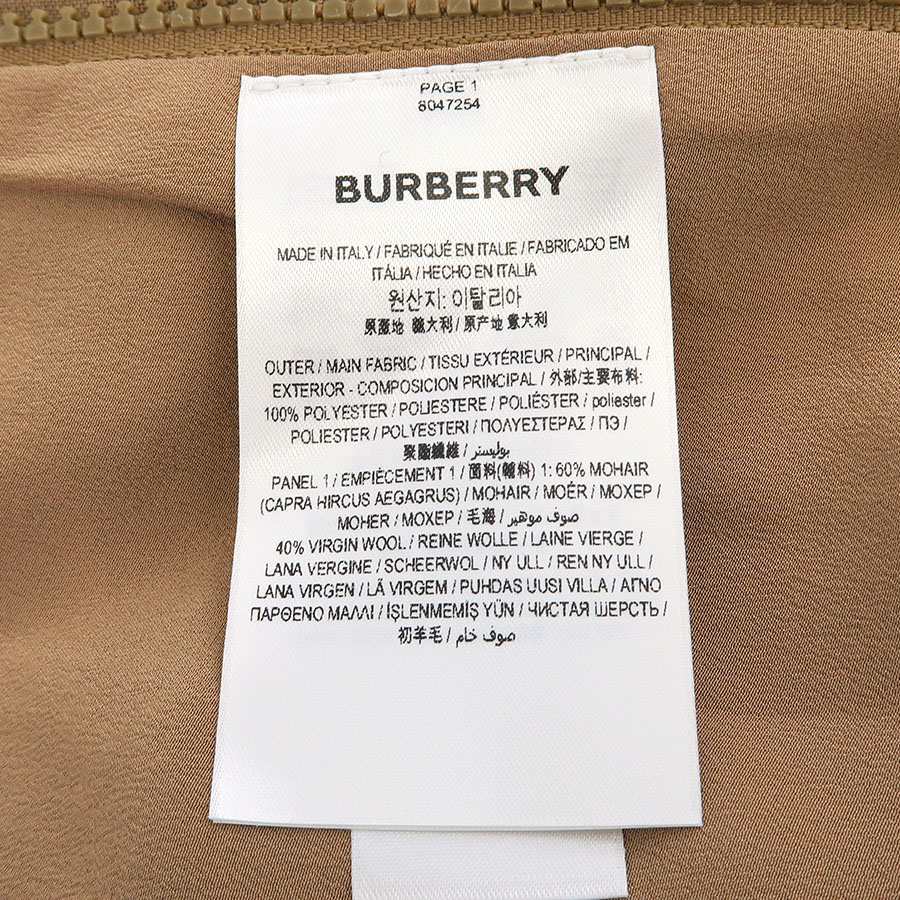 PAGE 1
8047254
BURBERRY
MADE IN ITALY / FABRIQUÉ EN ITALIE / FABRICADO EM
ITÁLIA / HECHO EN ITALIA
원산지: 이탈리아
原產地 義大利 / 原产地 意大利
OUTER / MAIN FABRIC / TISSU EXTÉRIEUR / PRINCIPAL /
EXTERIOR - COMPOSICION PRINCIPAL / 外部/主要布料:
100% POLYESTER / POLIESTERE / POLIÉSTER / poliester /
POLIESTER / POLYESTERI / ΠΟΛΥΕΣΤΕΡΑΣ / ПЭ /
聚酯纖維 / بوليستر
PANEL 1 / EMPIÈCEMENT 1 / 面料(輔料) 1: 60% MOHAIR
(CAPRA HIRCUS AEGAGRUS) / MOHAIR / MOÉR / MOXEP /
MOHER / MOXEP / 毛海 / صوف موهير
40% VIRGIN WOOL / REINE WOLLE / LAINE VIERGE /
LANA VERGINE / SCHEERWOL / NY ULL / REN NY ULL /
LANA VIRGEN / LÃ VIRGEM / PUHDAS UUSI VILLA / ΑΓΝΟ
ΠΑΡΘΕΝΟ ΜΑΛΛΙ / İŞLENMEMİŞ YÜN / ЧИСТАЯ ШЕРСТЬ /
初羊毛 / صوف خام